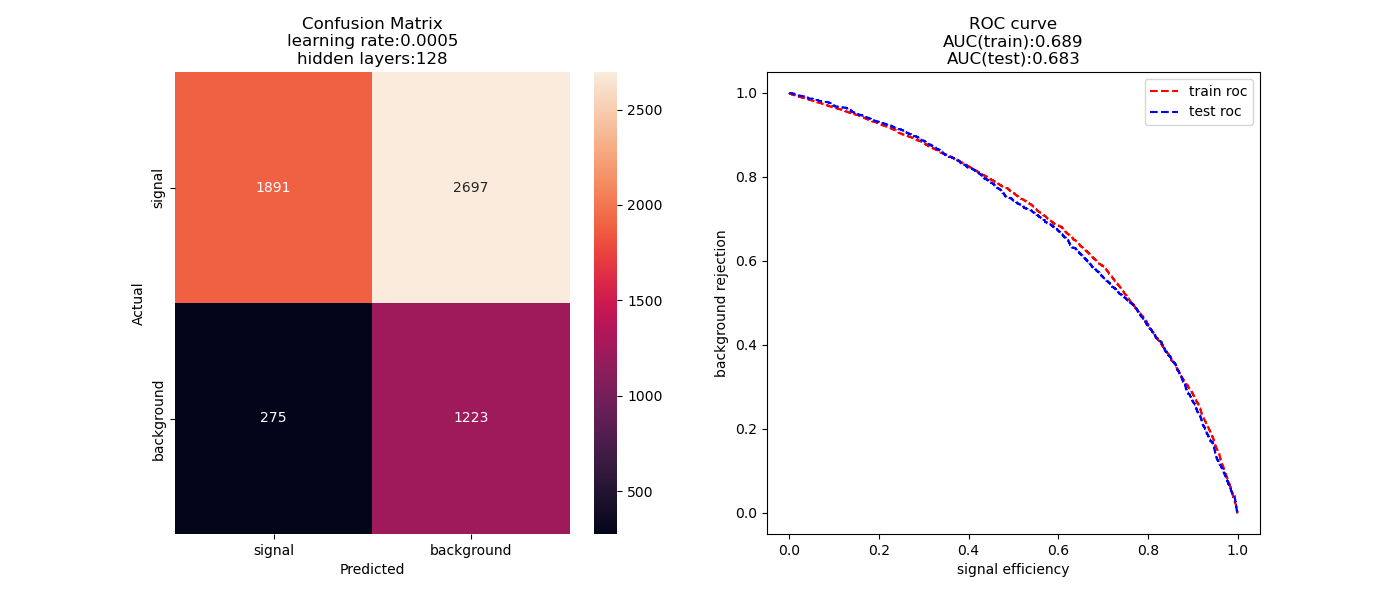 Confusion Matrix
learning rate:0.0005
hidden layers:128
signal
background
Actual
1891
2697
275
1223
signal
background
Predicted
2500
2000
1500
1000
500
ROC curve
AUC(train):0.689
AUC(test):0.683
train roc
test roc
background rejection
1.0
0.8
0.6
0.4
0.2
0.0
0.0 0.2 0.4 0.6 0.8 1.0
signal efficiency